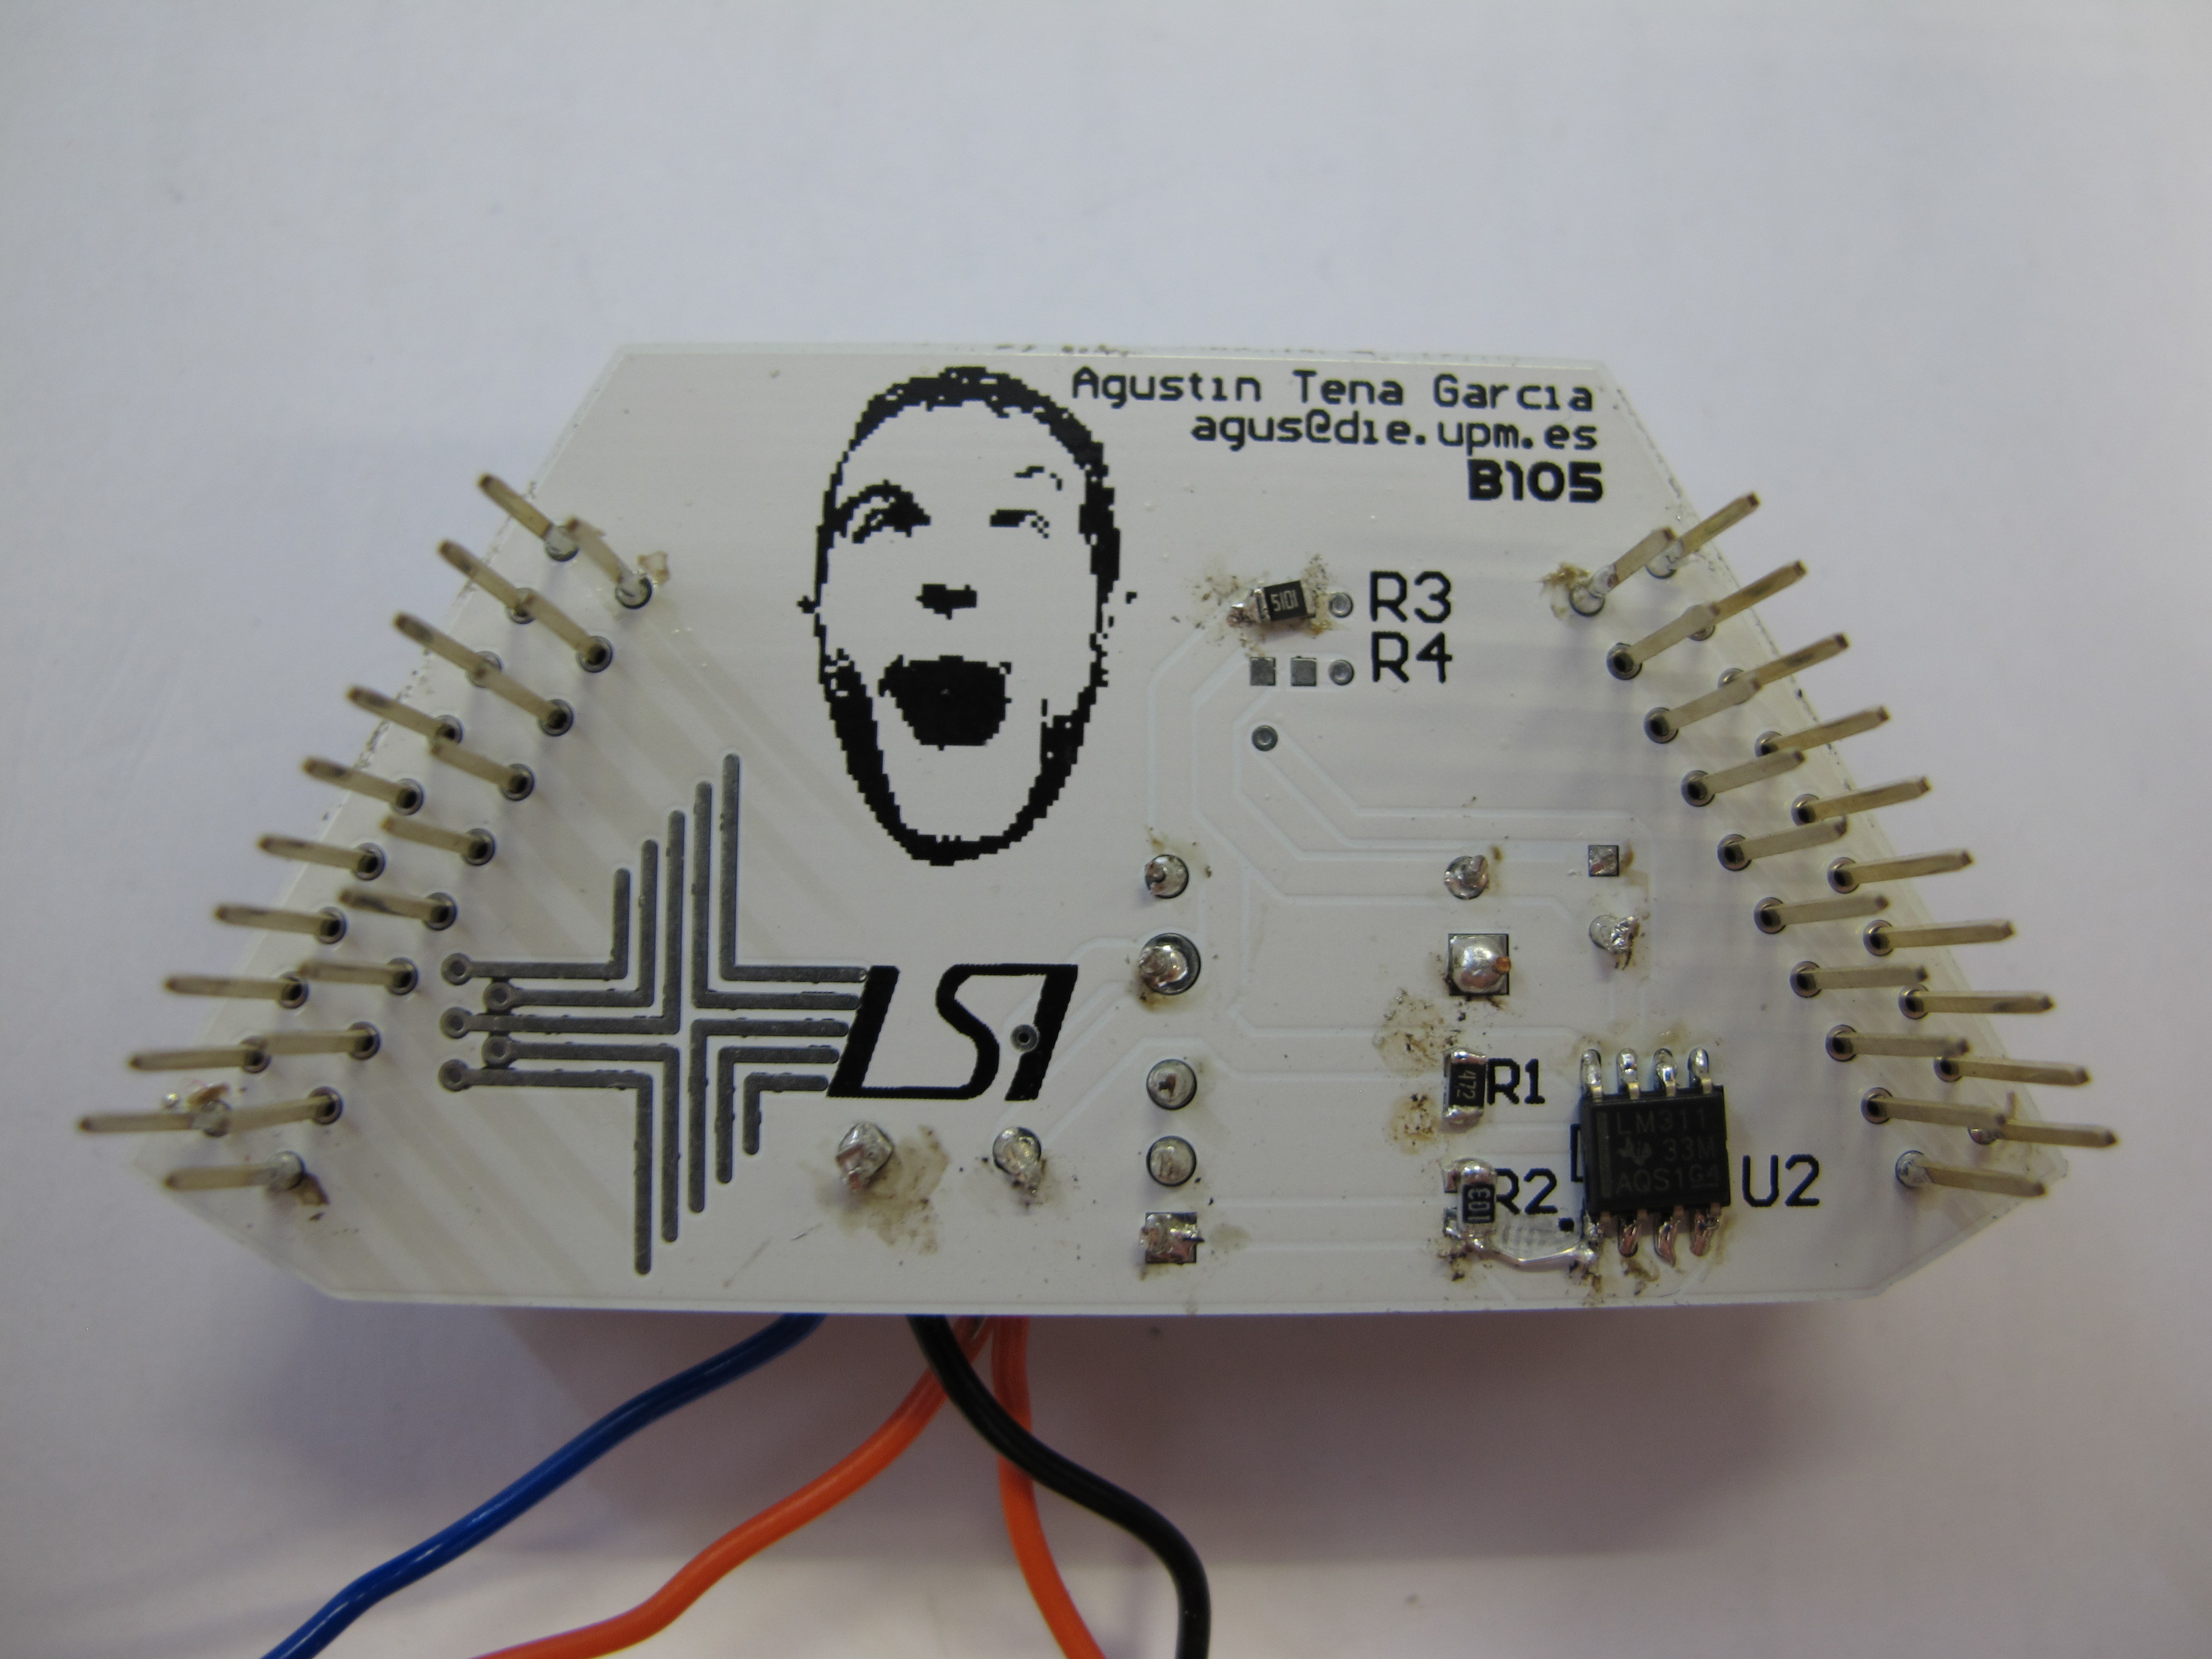 Agustin Tena Garcia
agus@die.upm.es
B105
5101
R3
R4
LSI
472
R1
103
R2
LM311
33M
AQS1G4
U2